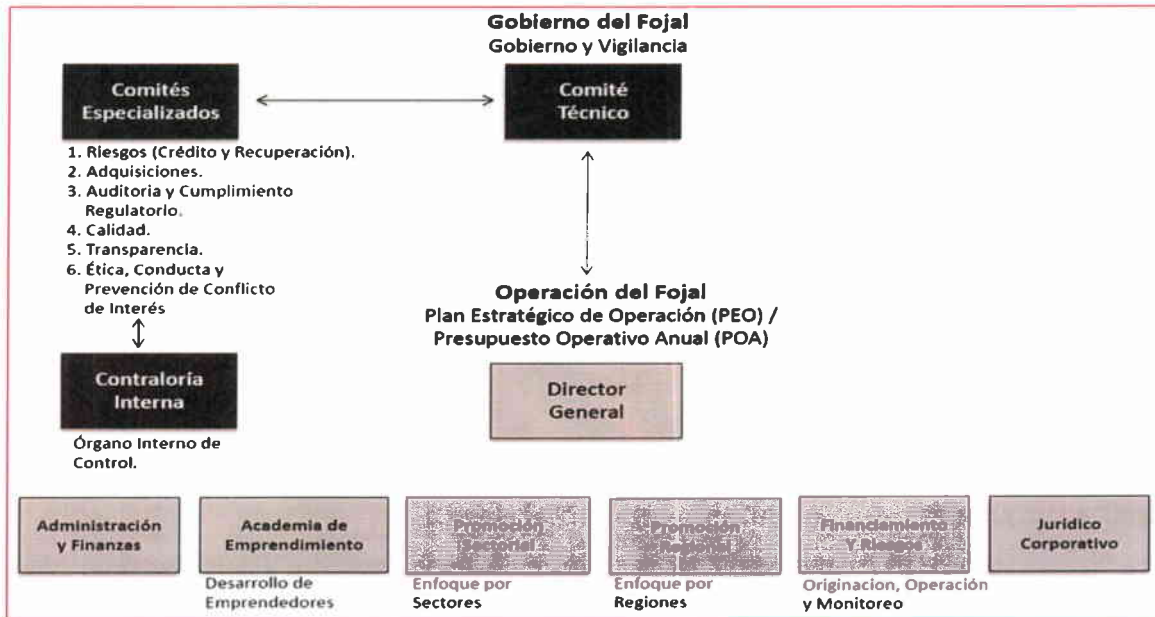 Gobierno del Fojal
Gobierno y Vigilancia
Comités
Especializados
Comité
Técnico
1. Riesgos (Crédito y Recuperación).
2. Adquisiciones.
3. Auditoria y Cumplimiento
Regulatorio.
4. Calidad.
5. Transparencia.
6. Ética, Conducta y
Prevención de Conflicto
de Interés
Operación del Fojal
Plan Estratégico de Operación (PEO) /
Presupuesto Operativo Anual (POA)
Contraloría
Interna
Director
General
Órgano Interno de
Control.
Administración
y Finanzas
Academia de
Emprendimiento
Desarrollo de
Emprendedores
Promoción
Sectorial
Enfoque por
Sectores
Promoción
Regional
Enfoque por
Regiones
Financiamiento
Y Riesgos
Originacion, Operación
y Monitoreo
Jurídico
Corporativo